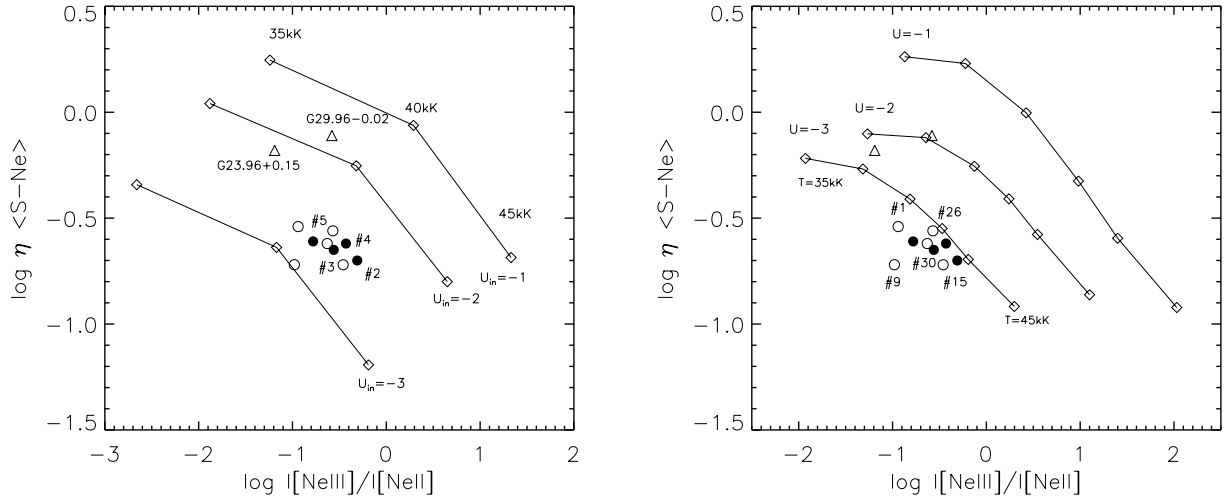 0.5
0.0
−0.5
−1.0
−1.5
log η <S−Ne>
35kK
40kK
G29.96−0.02
G23.96+0.15
45kK
#5
#4
#3
#2
U_in=−1
U_in=−2
U_in=−3
−3 −2 −1 0 1 2
log I[NeIII]/I[NeII]
0.5
0.0
−0.5
−1.0
−1.5
log η <S−Ne>
U=−1
U=−2
U=−3
T=35kK
#1 #26
#30
#9 #15
T=45kK
−2 −1 0 1 2
log I[NeIII]/I[NeII]